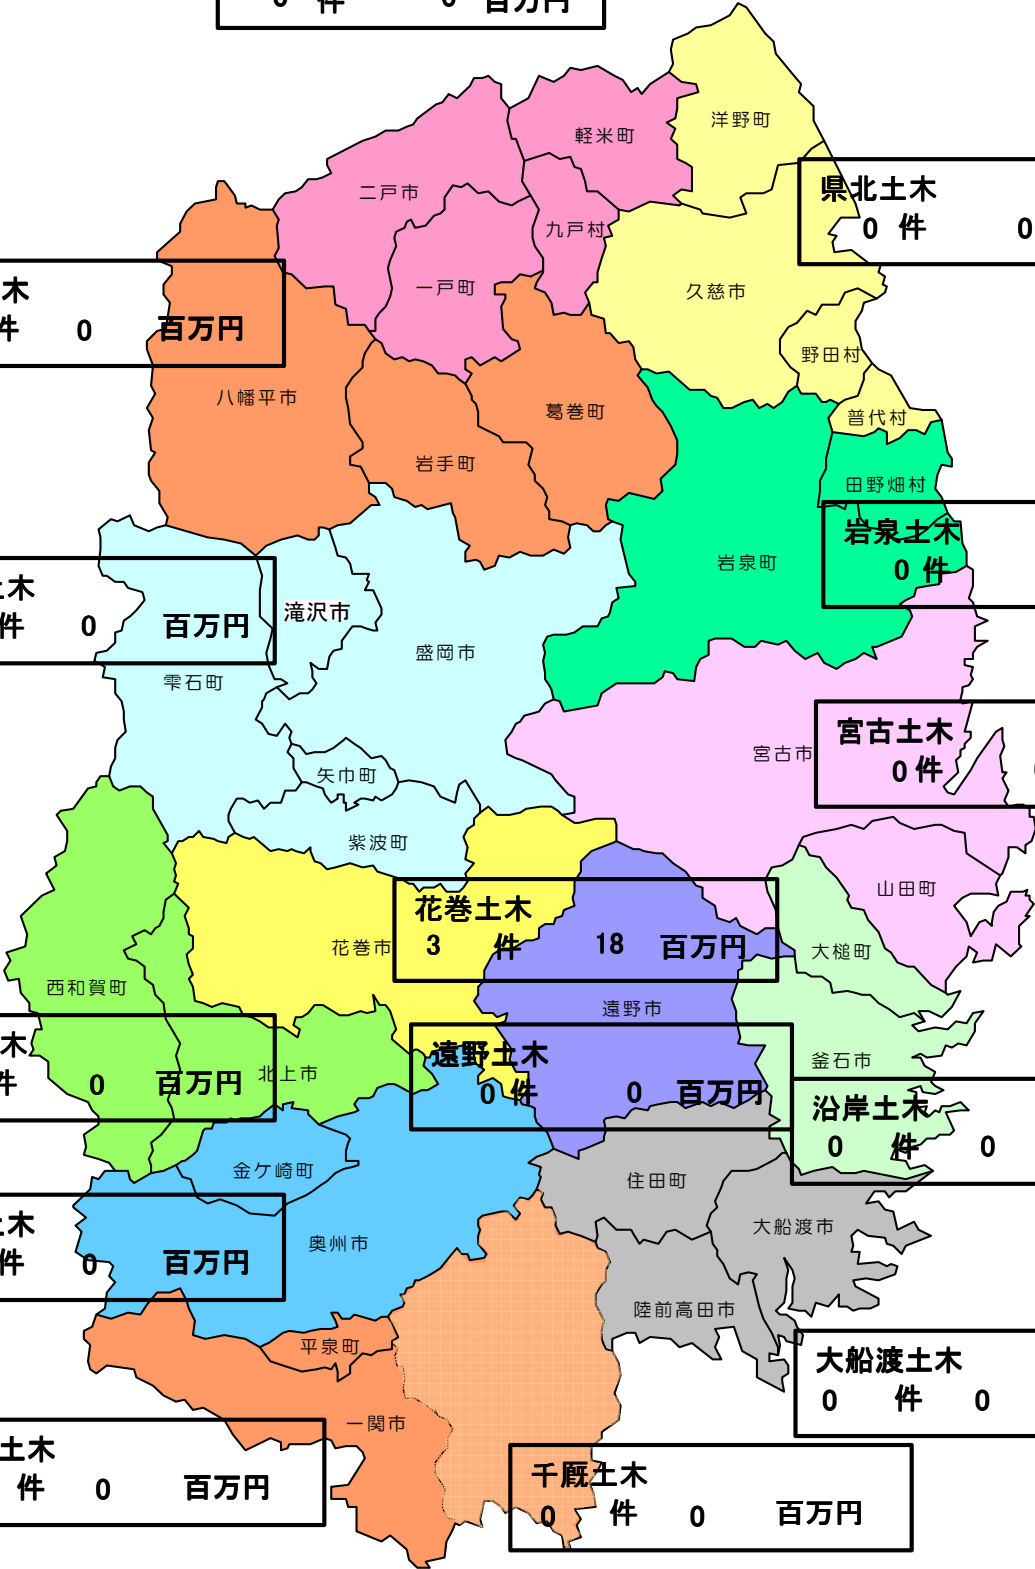 0 件 0 百万円
洋野町
軽米町
二戸市
県北土木
0 件 0
九戸村
一戸町
久慈市
木
件 0 百万円
野田村
八幡平市
葛巻町
普代村
岩手町
田野畑村
岩泉土木
0 件
岩泉町
土木
件 0 百万円
滝沢市
盛岡市
雫石町
宮古土木
0 件
宮古市
矢巾町
紫波町
山田町
花巻土木
3 件 18 百万円
花巻市
大槌町
西和賀町
遠野市
木
件 0 百万円
北上市
遠野土木
0 件 0 百万円
釜石市
沿岸土木
0 件 0
金ケ崎町
住田町
土木
件 0 百万円
奥州市
大船渡市
陸前高田市
平泉町
大船渡土木
0 件 0
一関市
土木
件 0 百万円
千厩土木
0 件 0 百万円